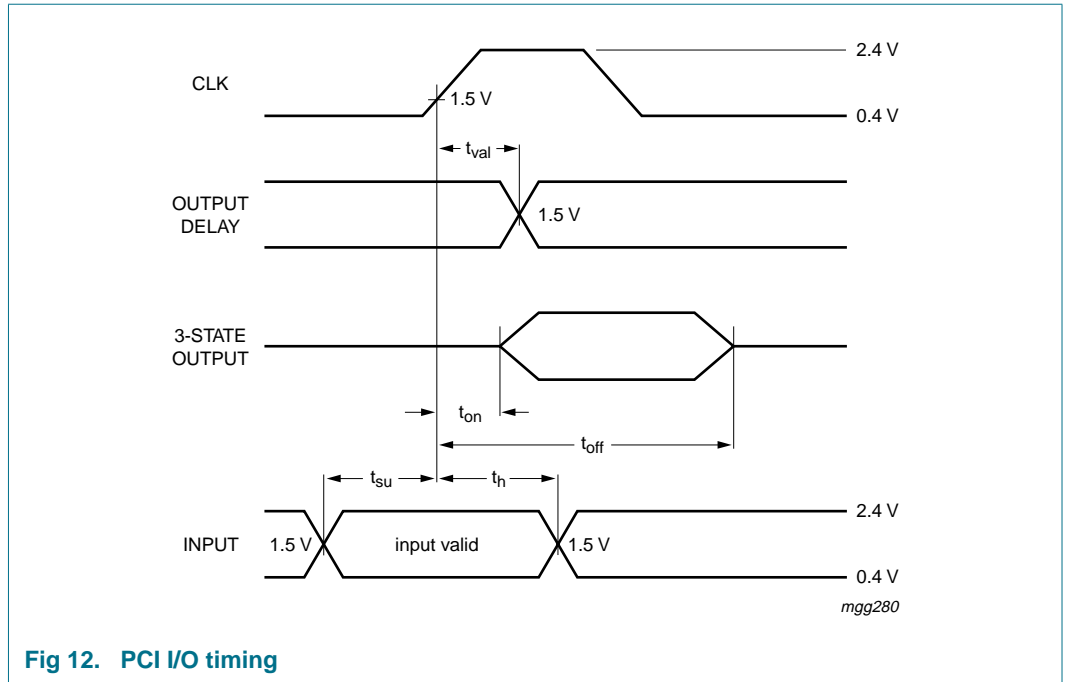 2.4 V
CLK
1.5 V
0.4 V
tval
OUTPUT
DELAY
1.5 V
3-STATE
OUTPUT
ton
toff
tsu
th
2.4 V
INPUT
1.5 V
input valid
1.5 V
0.4 V
mgg280
Fig 12. PCI I/O timing